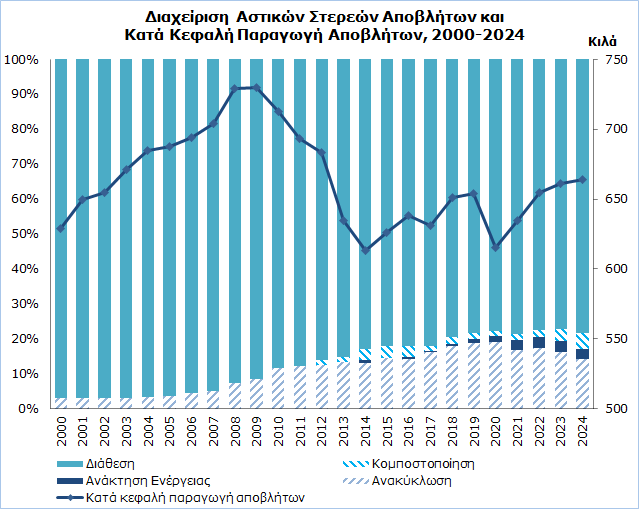 Διαχείριση Αστικών Στερεών Αποβλήτων και
Κατά Κεφαλή Παραγωγή Αποβλήτων, 2000-2024
Κιλά
100% 750
90%
80% 700
70%
60% 650
50%
40% 600
30%
20% 550
10%
0% 500
2000 2001 2002 2003 2004 2005 2006 2007 2008 2009 2010 2011 2012 2013 2014 2015 2016 2017 2018 2019 2020 2021 2022 2023 2024
Διάθεση Κομποστοποίηση
Ανάκτηση Ενέργειας Ανακύκλωση
Κατά κεφαλή παραγωγή αποβλήτων